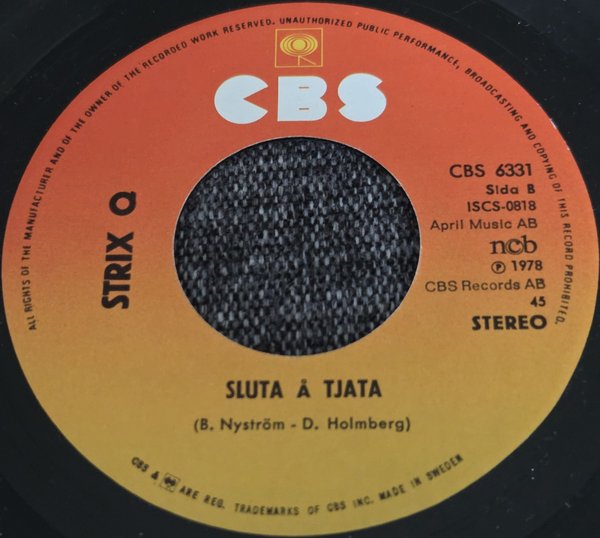 ALL RIGHTS OF THE MANUFACTURER AND OF THE OWNER OF THE RECORDED WORK RESERVED. UNAUTHORIZED PUBLIC PERFORMANCE, BROADCASTING AND COPYING OF THIS RECORD PROHIBITED.
CBS
STRIX Q
CBS 6331
Sida B
ISCS-0818
April Music AB
ncb
Ⓟ 1978
CBS Records AB
45
STEREO
SLUTA Å TJATA
(B. Nyström - D. Holmberg)
CBS & ARE REG. TRADEMARKS OF CBS INC. MADE IN SWEDEN